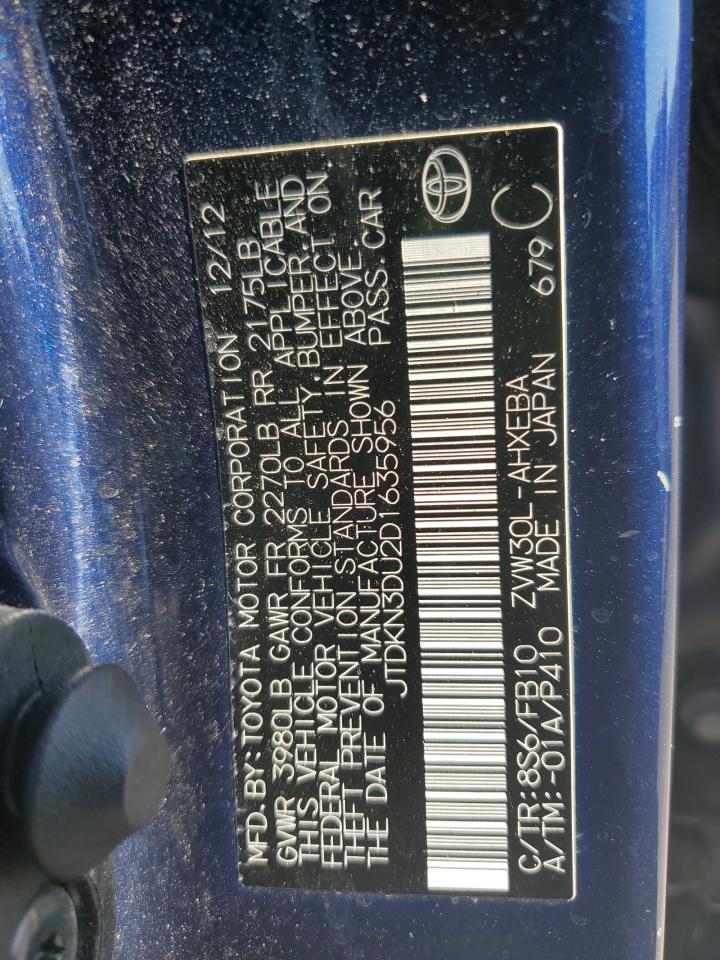 MFD.BY:TOYOTA MOTOR CORPORATION 12/12
GVWR 3980LB GAWR FR 2270LB RR 2175LB
THIS VEHICLE CONFORMS TO ALL APPLICABLE
FEDERAL MOTOR VEHICLE SAFETY, BUMPER, AND
THEFT PREVENTION STANDARDS IN EFFECT ON
THE DATE OF MANUFACTURE SHOWN ABOVE.
JTDKN3DU2D1635956 PASS.CAR
C/TR:8S6/FB10 ZVW30L-AHXEBA
A/TM:-01A/P410 MADE IN JAPAN 679 C